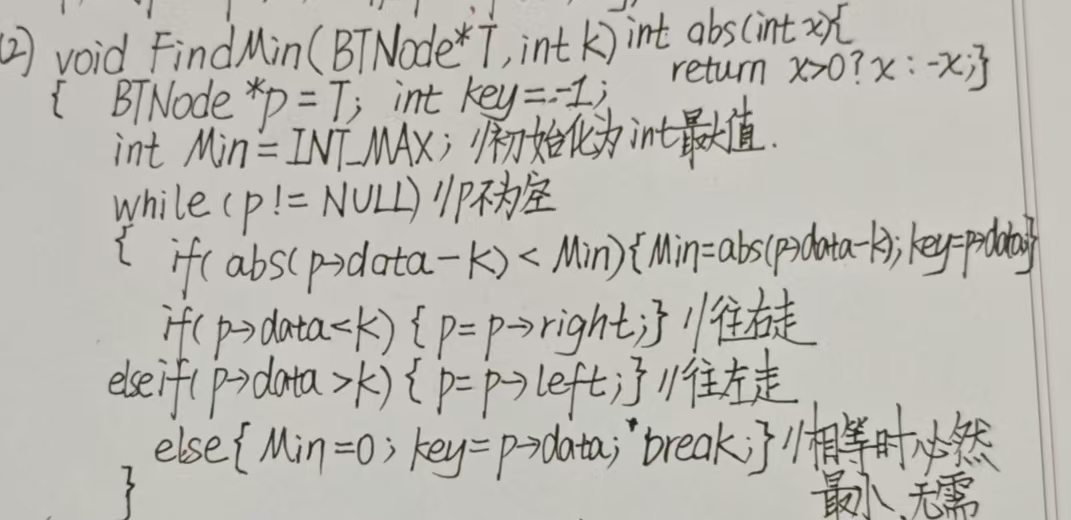 (2) void FindMin(BTNode*T,int k) int abs(int x){
return x>0?x:-x;}
{ BTNode *p=T; int key=-1;
int Min=INT_MAX; //初始化为int最大值.
while(p!=NULL) //p不为空
{ if(abs(p->data-k)<Min){Min=abs(p->data-k);key=p->data;}
if(p->data<k){p=p->right;} //往右走
else if(p->data>k){p=p->left;} //往左走
else{Min=0;key=p->data;break;} //相等时必然
} 最小、无需